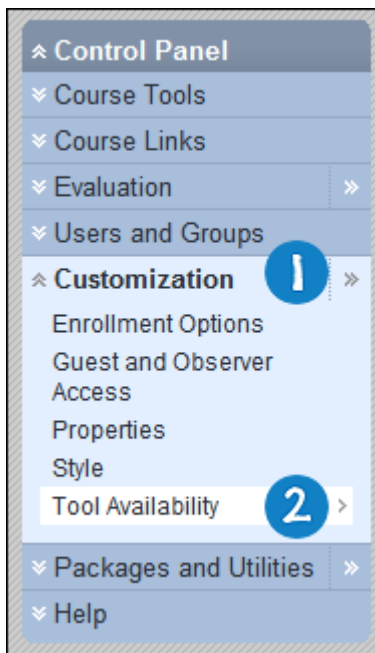 Control Panel
Course Tools
Course Links
Evaluation
Users and Groups
Customization 1
Enrollment Options
Guest and Observer
Access
Properties
Style
Tool Availability 2
Packages and Utilities
Help